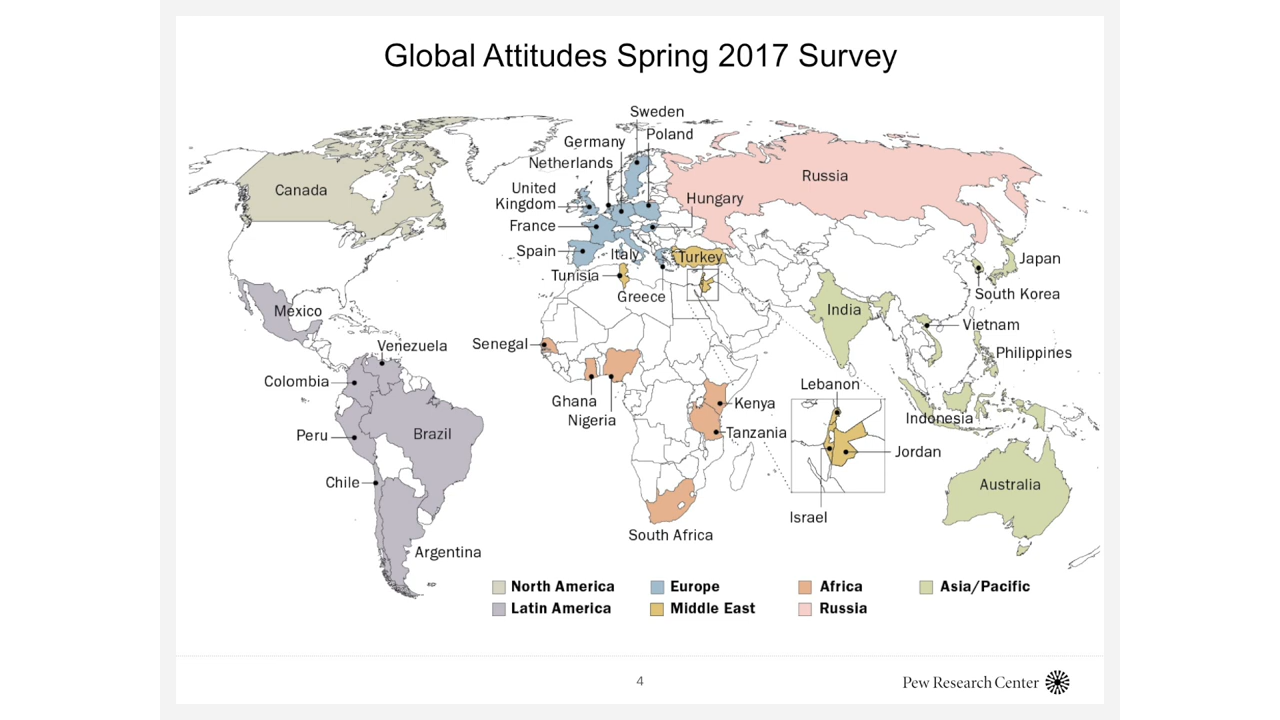 Global Attitudes Spring 2017 Survey
Sweden
Poland
Germany
Netherlands
Canada
Russia
United
Kingdom
Hungary
France
Spain
Italy
Turkey
Japan
Tunisia
Greece
South Korea
Mexico
India
Vietnam
Venezuela
Senegal
Philippines
Colombia
Lebanon
Ghana
Kenya
Nigeria
Indonesia
Peru
Brazil
Tanzania
Jordan
Chile
Australia
Israel
South Africa
Argentina
North America
Europe
Africa
Asia/Pacific
Latin America
Middle East
Russia
4
Pew Research Center